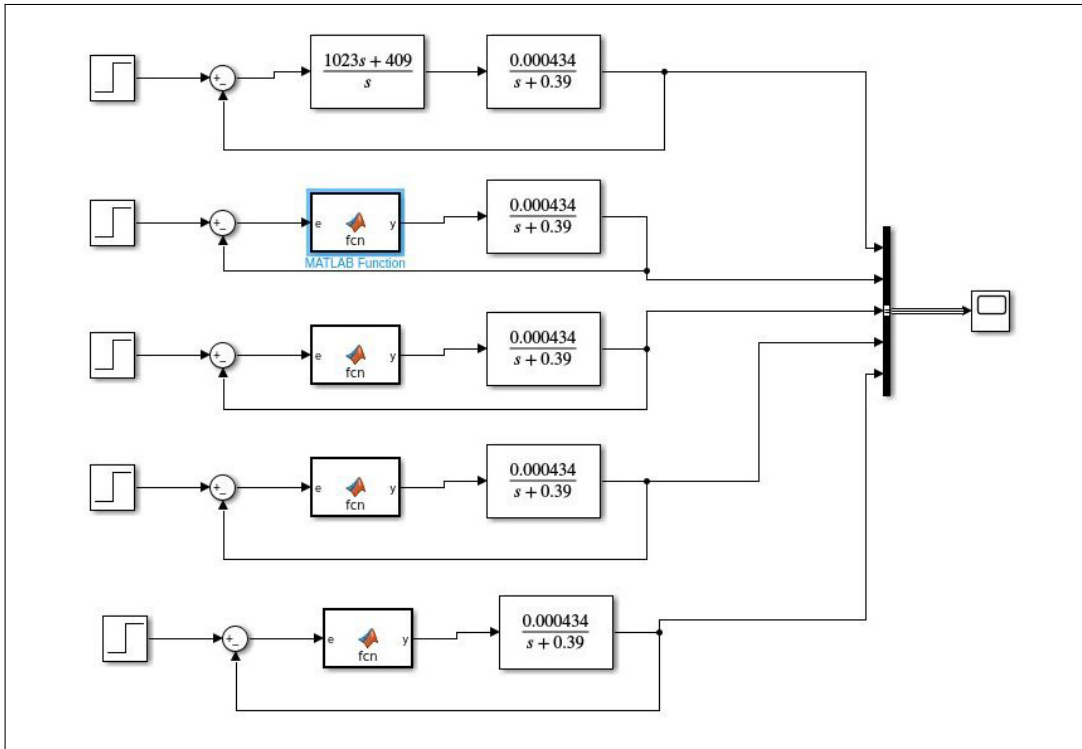 1023s + 409
s
0.000434
s + 0.39
+
−
e
fcn
y
MATLAB Function
0.000434
s + 0.39
+
−
e
fcn
y
0.000434
s + 0.39
+
−
e
fcn
y
0.000434
s + 0.39
+
−
e
fcn
y
0.000434
s + 0.39
+
−